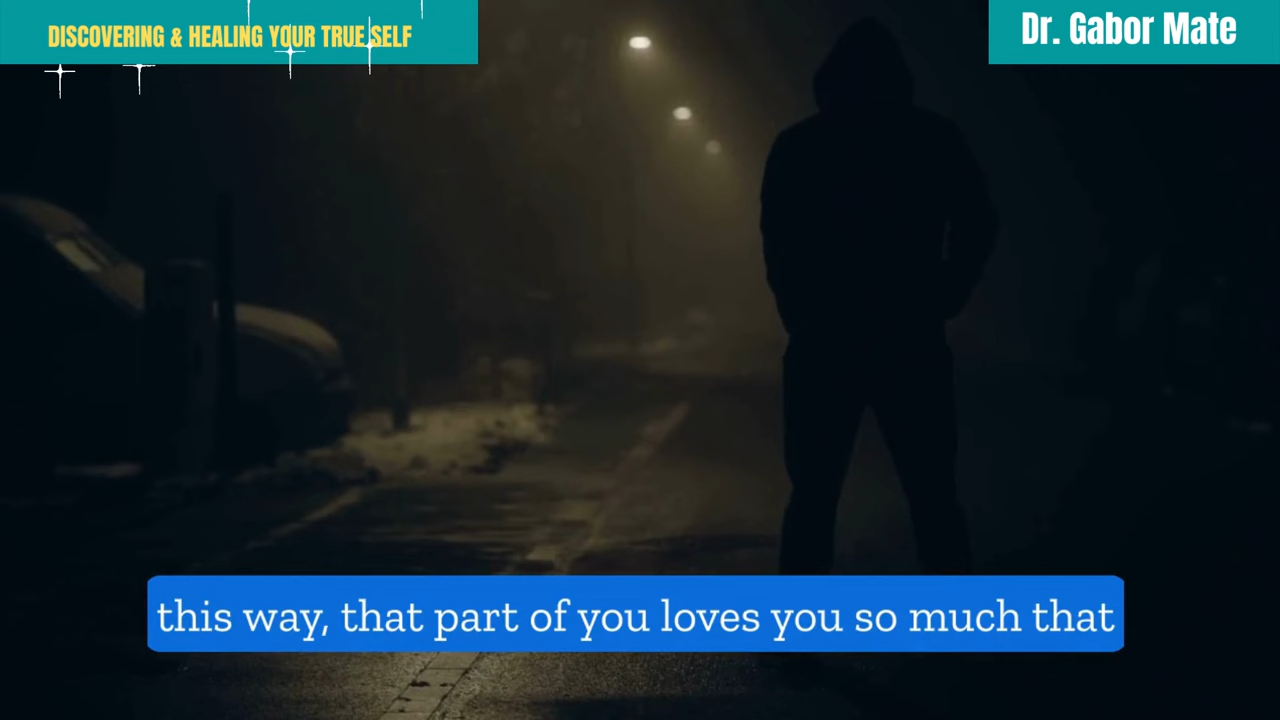 DISCOVERING & HEALING YOUR TRUE SELF
Dr. Gabor Mate
this way, that part of you loves you so much that